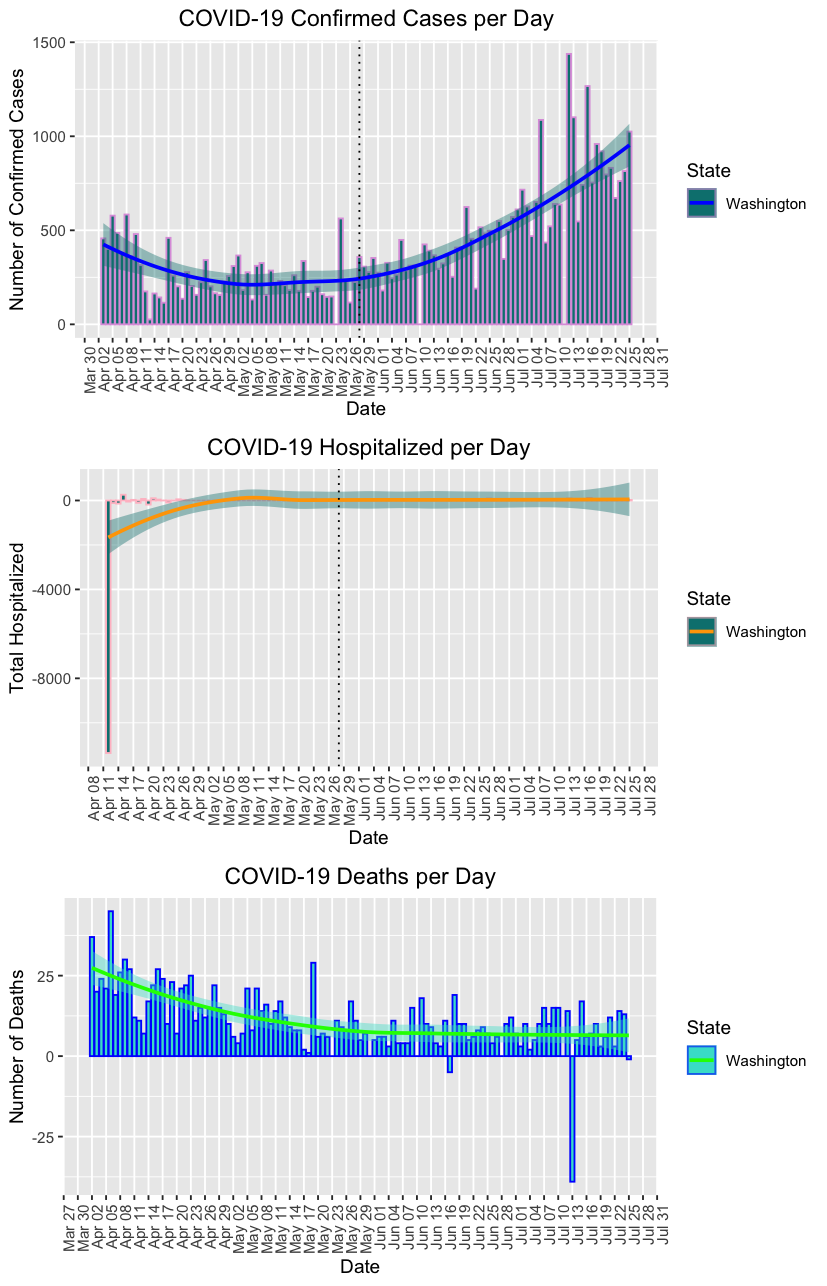 COVID-19 Confirmed Cases per Day
Number of Confirmed Cases
1500
1000
500
0
Mar 30
Apr 02
Apr 05
Apr 08
Apr 11
Apr 14
Apr 17
Apr 20
Apr 23
Apr 26
Apr 29
May 02
May 05
May 08
May 11
May 14
May 17
May 20
May 23
May 26
May 29
Jun 01
Jun 04
Jun 07
Jun 10
Jun 13
Jun 16
Jun 19
Jun 22
Jun 25
Jun 28
Jul 01
Jul 04
Jul 07
Jul 10
Jul 13
Jul 16
Jul 19
Jul 22
Jul 25
Jul 28
Jul 31
Date
State
Washington
COVID-19 Hospitalized per Day
Total Hospitalized
0
-4000
-8000
Apr 08
Apr 11
Apr 14
Apr 17
Apr 20
Apr 23
Apr 26
Apr 29
May 02
May 05
May 08
May 11
May 14
May 17
May 20
May 23
May 26
May 29
Jun 01
Jun 04
Jun 07
Jun 10
Jun 13
Jun 16
Jun 19
Jun 22
Jun 25
Jun 28
Jul 01
Jul 04
Jul 07
Jul 10
Jul 13
Jul 16
Jul 19
Jul 22
Jul 25
Jul 28
Date
State
Washington
COVID-19 Deaths per Day
Number of Deaths
25
0
-25
Mar 27
Mar 30
Apr 02
Apr 05
Apr 08
Apr 11
Apr 14
Apr 17
Apr 20
Apr 23
Apr 26
Apr 29
May 02
May 05
May 08
May 11
May 14
May 17
May 20
May 23
May 26
May 29
Jun 01
Jun 04
Jun 07
Jun 10
Jun 13
Jun 16
Jun 19
Jun 22
Jun 25
Jun 28
Jul 01
Jul 04
Jul 07
Jul 10
Jul 13
Jul 16
Jul 19
Jul 22
Jul 25
Jul 28
Jul 31
Date
State
Washington